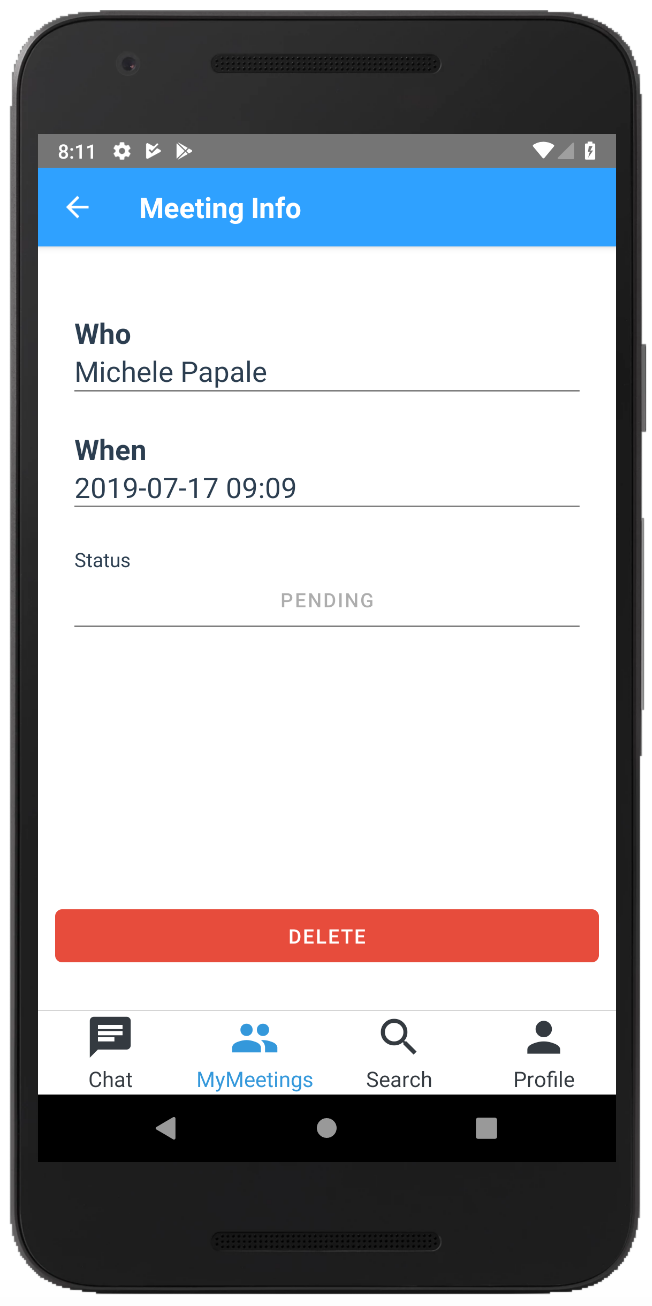 8:11
Meeting Info
Who
Michele Papale
When
2019-07-17 09:09
Status
PENDING
DELETE
Chat MyMeetings Search Profile